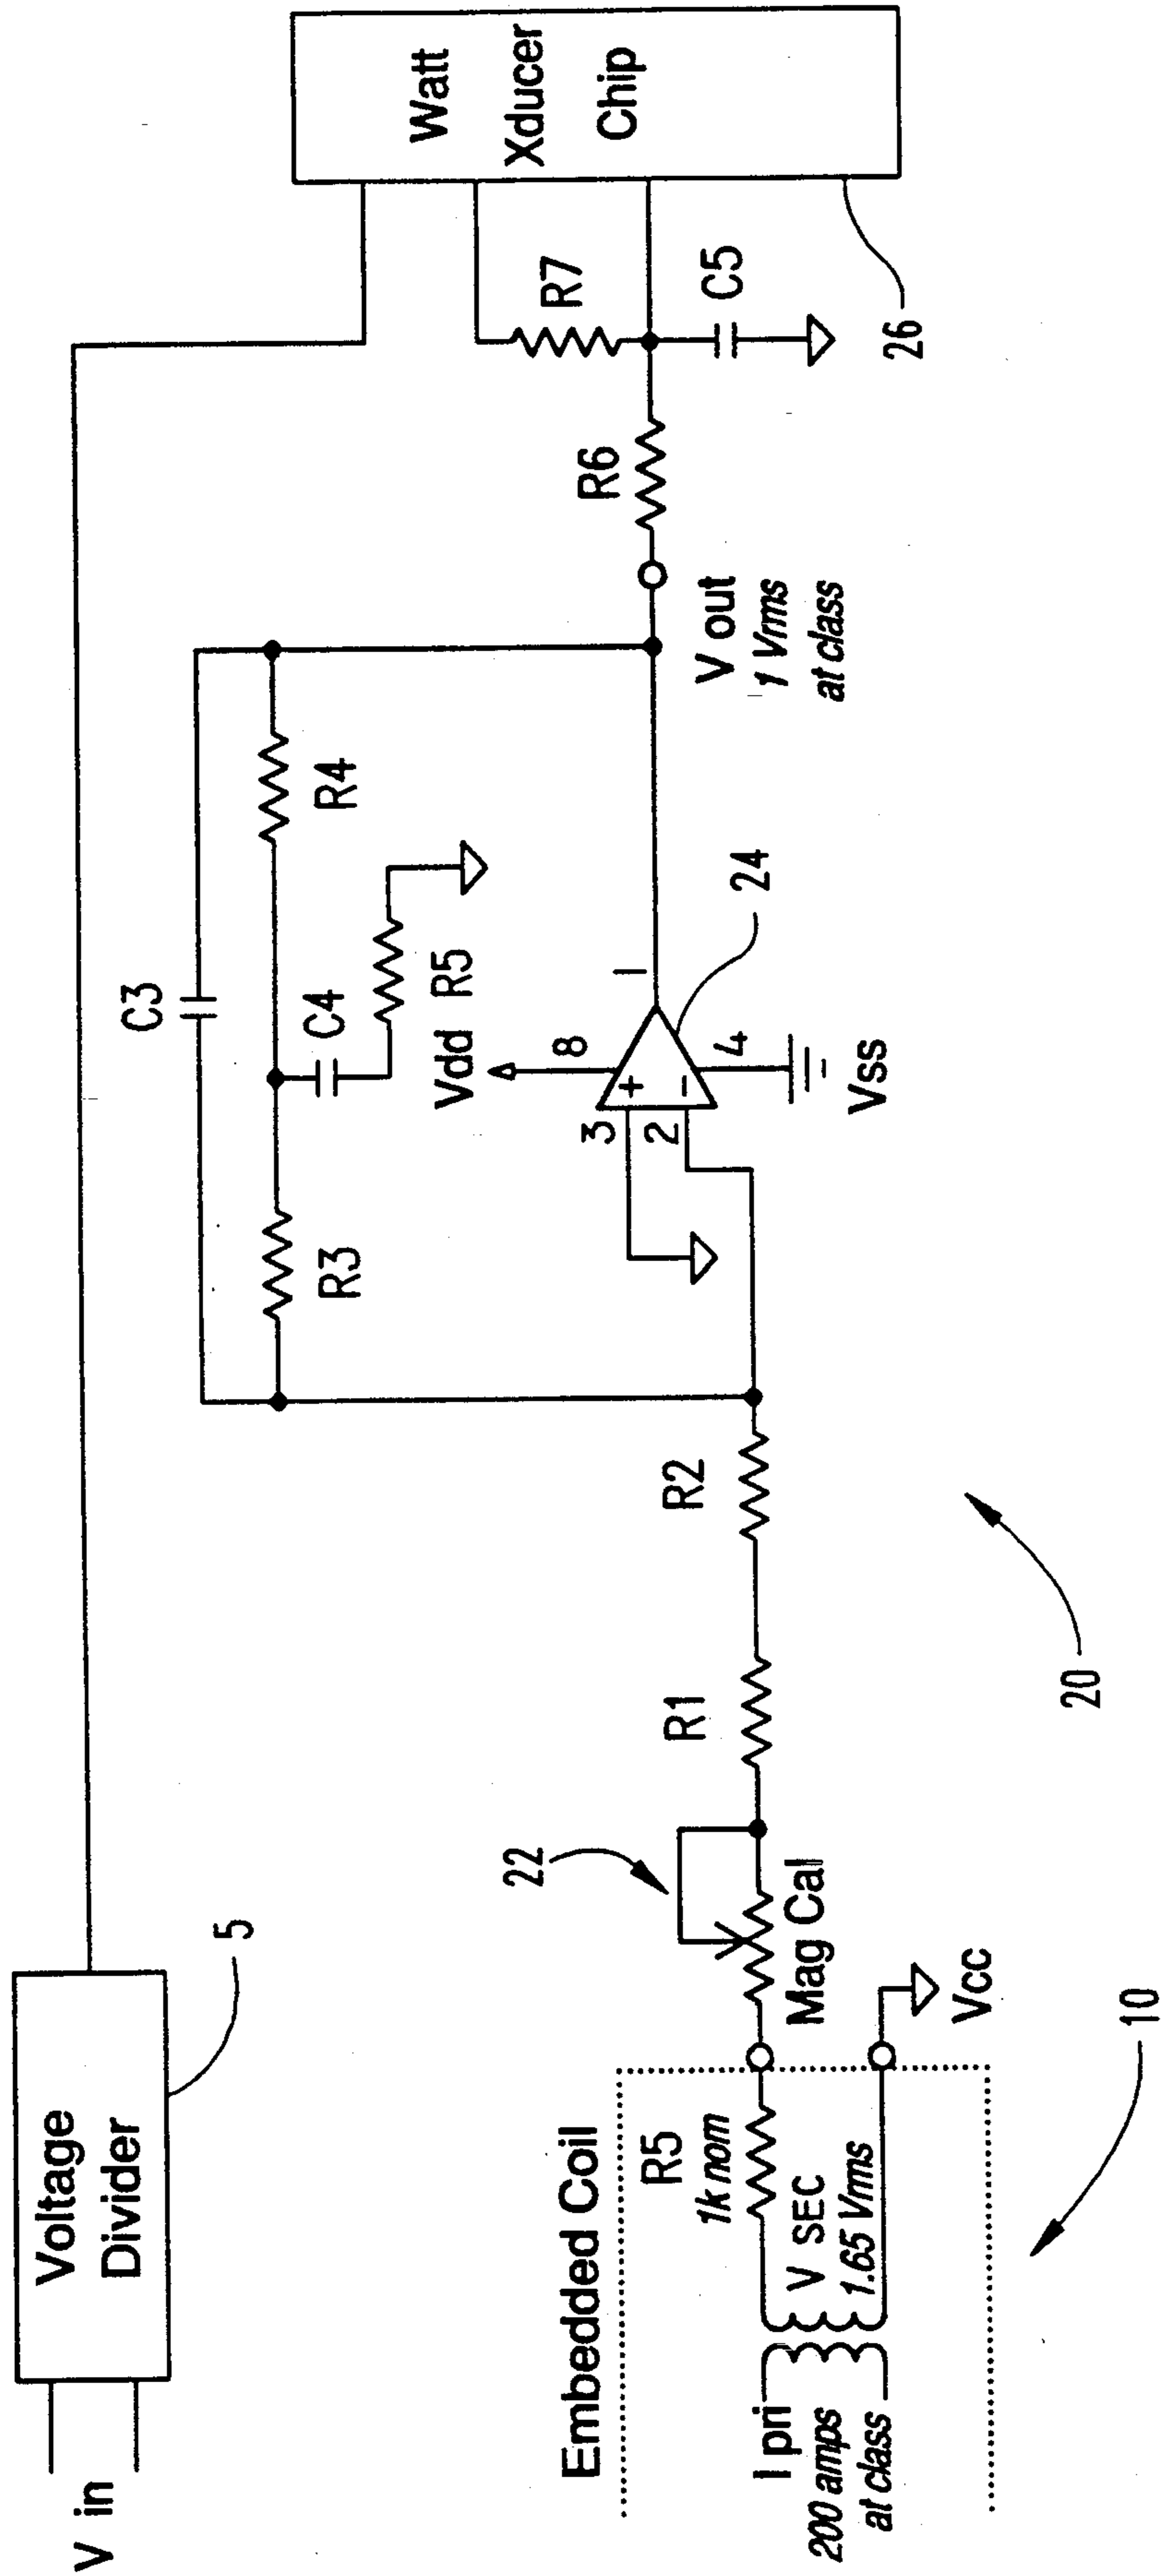 V in
Voltage
Divider
5
C3
R3
R4
C4
R5
Vdd
8
3
2
+
−
1
4
24
Vss
V out
1 Vrms
at class
R6
R7
C5
Watt
Xducer
Chip
26
Embedded Coil
R5
1k nom
I pri
200 amps
at class
V SEC
1.65 Vrms
Vcc
10
Mag Cal
22
R1
R2
20